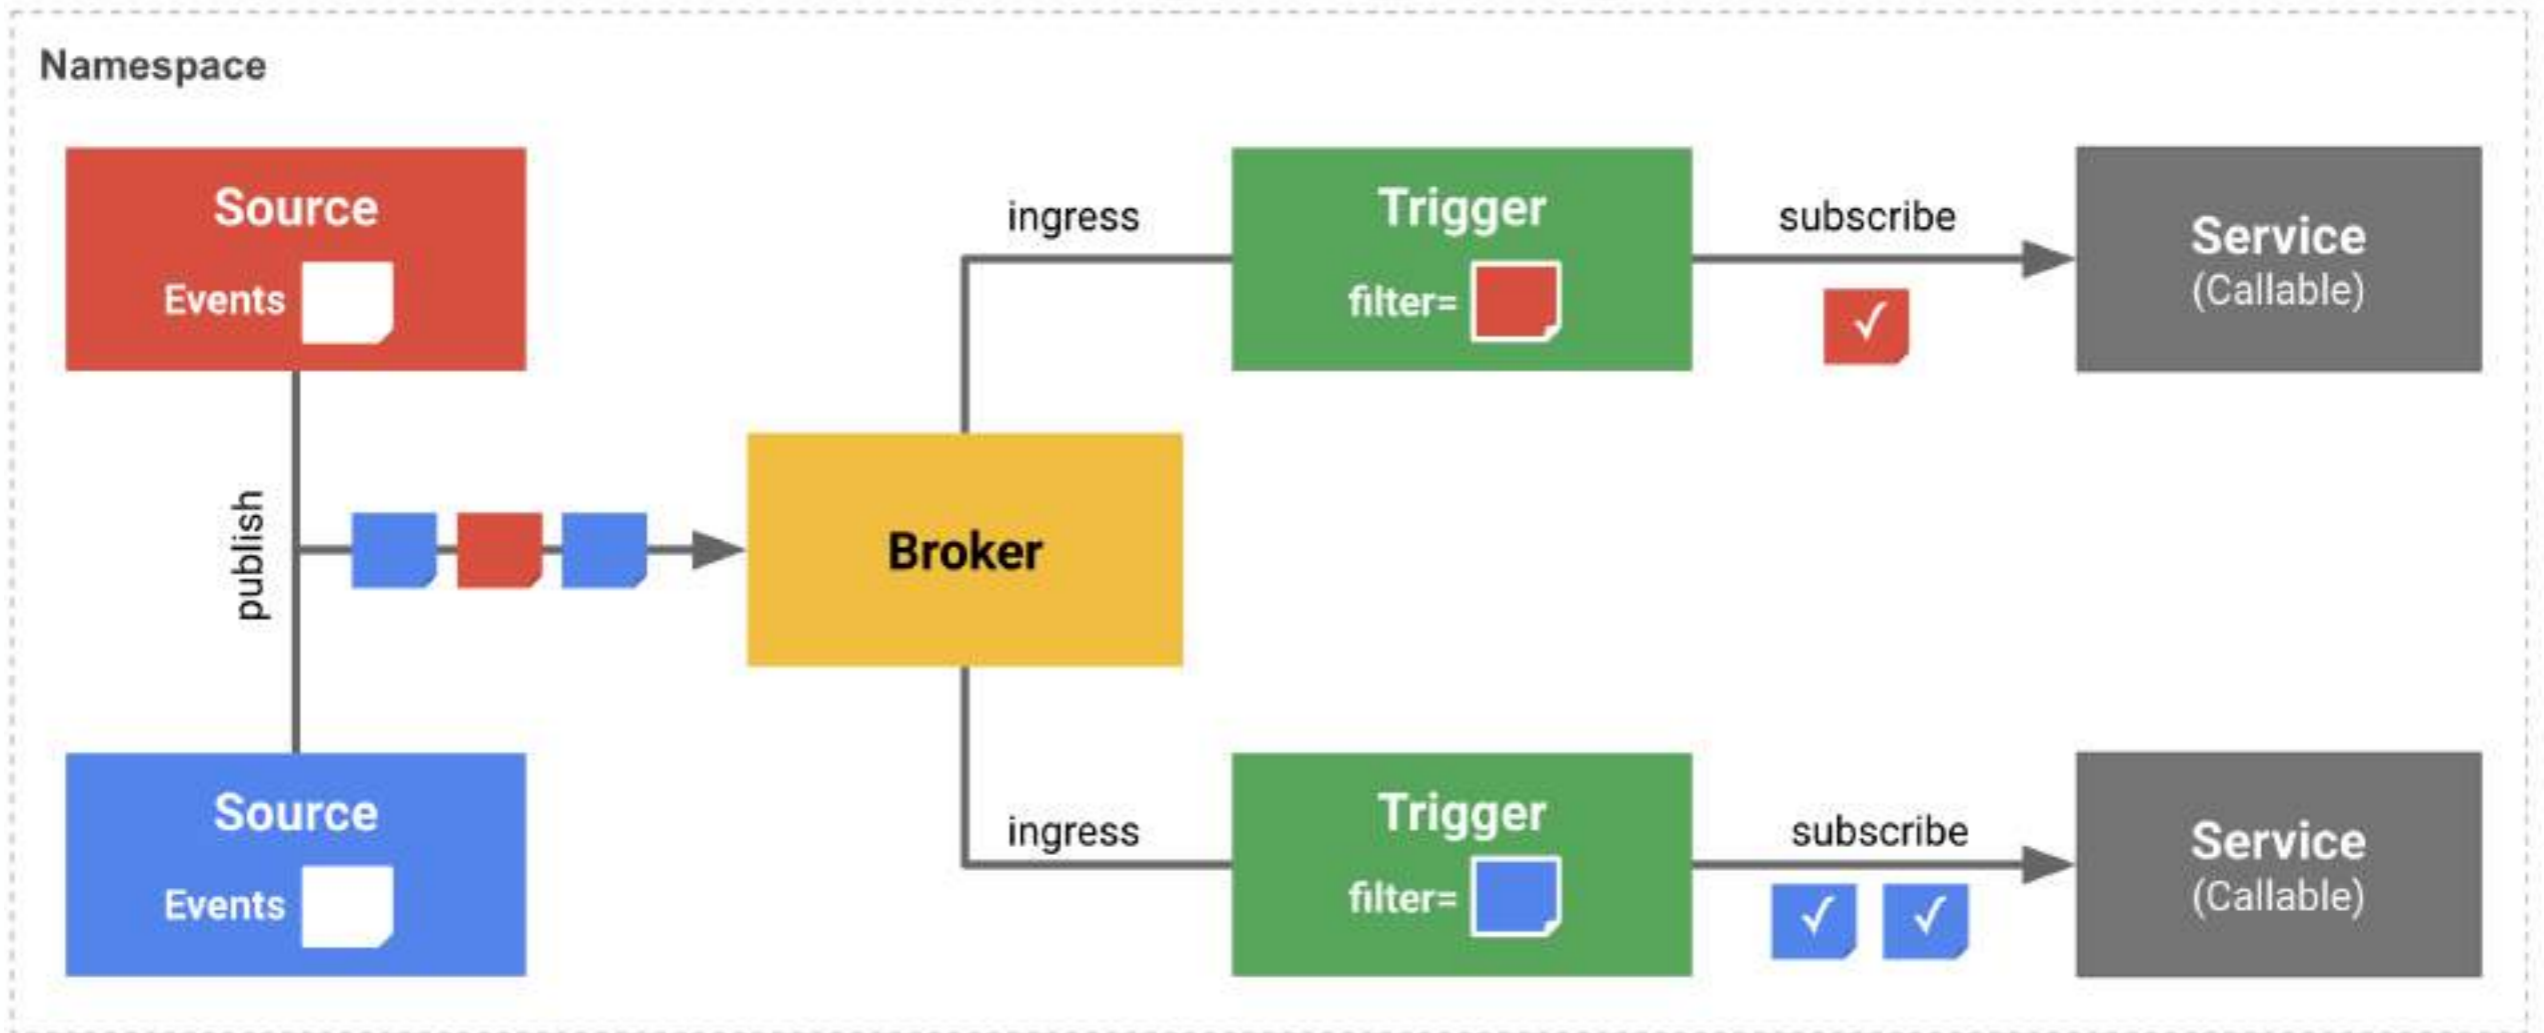 Namespace
Source
Events
publish
Source
Events
Broker
ingress
Trigger
filter=
subscribe
✓
Service
(Callable)
ingress
Trigger
filter=
subscribe
✓ ✓
Service
(Callable)